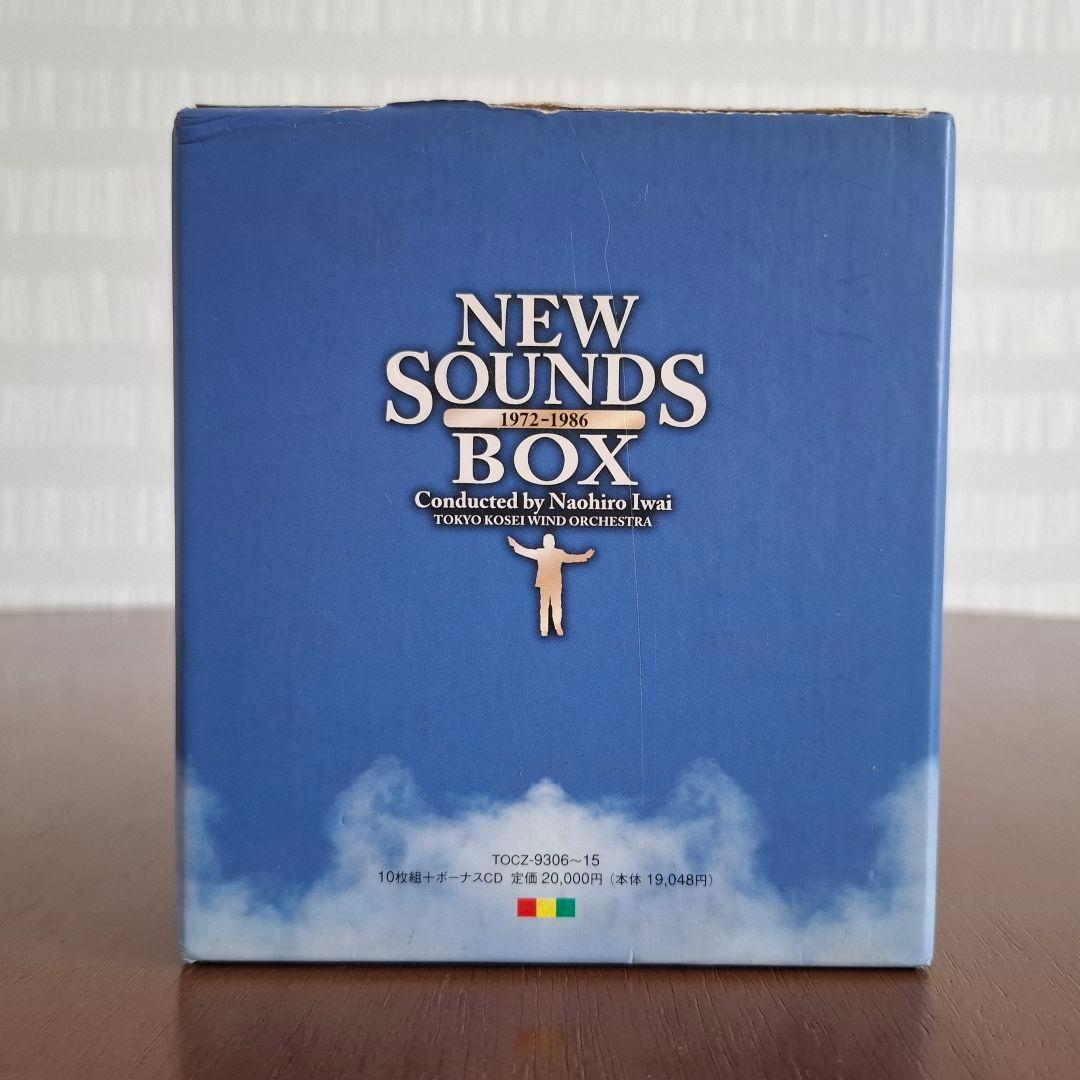 NEW
SOUNDS
1972-1986
BOX
Conducted by Naohiro Iwai
TOKYO KOSEI WIND ORCHESTRA
TOCZ-9306〜15
10枚組+ボーナスCD 定価 20,000円(本体 19,048円)